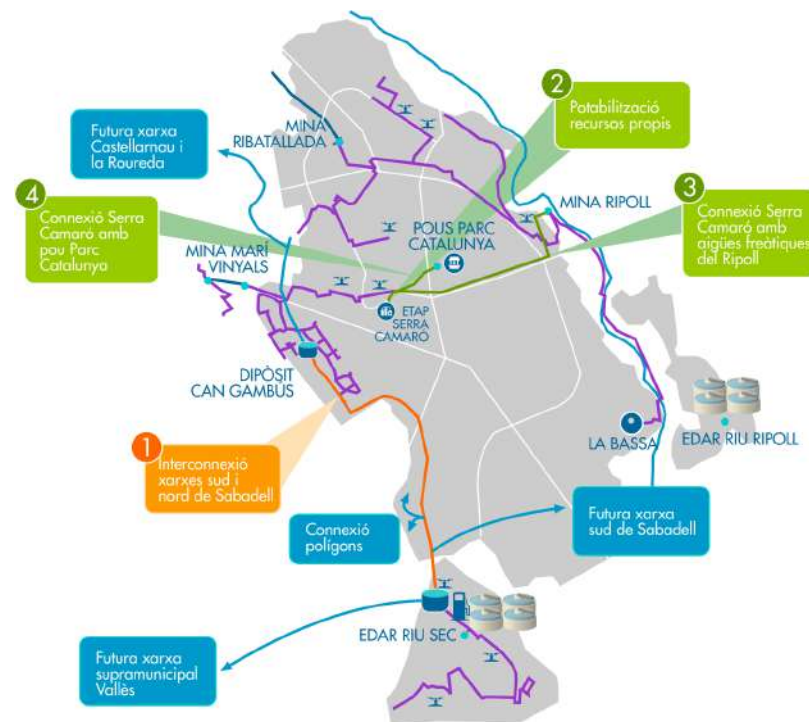 2
Potabilització
recursos propis
Futura xarxa
Castellarnau i
la Roureda
MINA
RIBATALLADA
4
Connexió Serra
Camaró amb
pou Parc
Catalunya
MINA RIPOLL
3
Connexió Serra
Camaró amb
aigües freàtiques
del Ripoll
POUS PARC
CATALUNYA
MINA MARÍ
VINYALS
ETAP
SERRA
CAMARÓ
DIPÒSIT
CAN GAMBÚS
1
Interconnexió
xarxes sud i
nord de Sabadell
LA BASSA
EDAR RIU RIPOLL
Connexió
polígons
Futura xarxa
sud de Sabadell
EDAR RIU SEC
Futura xarxa
supramunicipal
Vallès